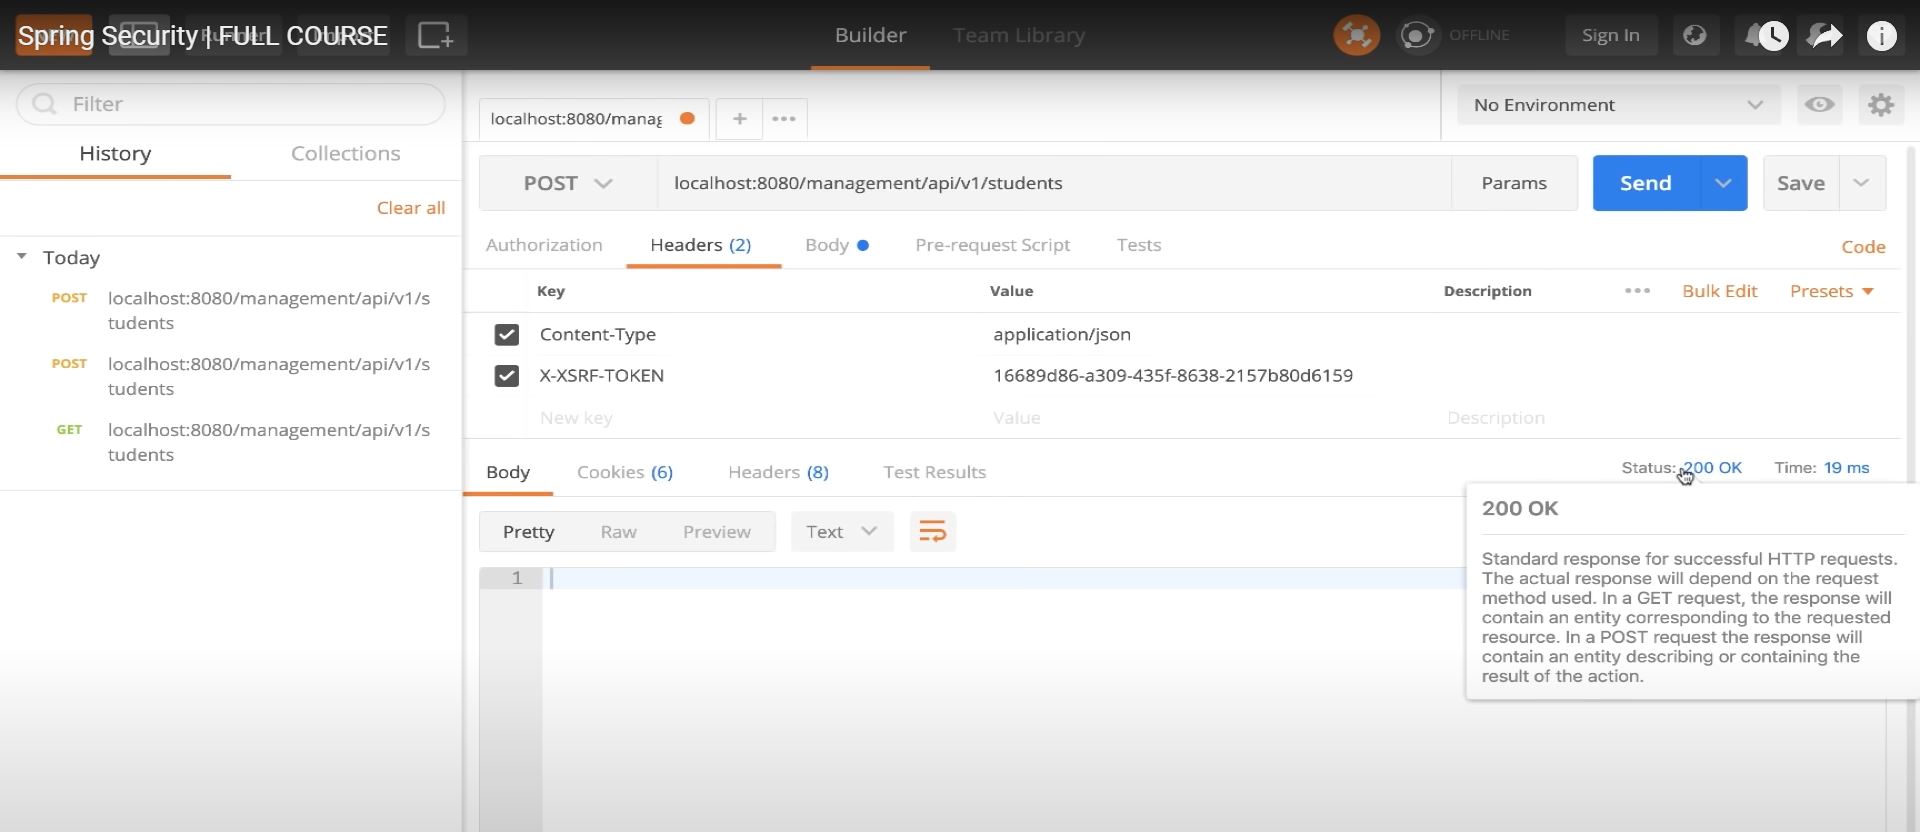 Spring Security | FULL COURSE
Builder
Team Library
OFFLINE
Sign In
Filter
History
Collections
Clear all
Today
POST
localhost:8080/management/api/v1/s
tudents
POST
localhost:8080/management/api/v1/s
tudents
GET
localhost:8080/management/api/v1/s
tudents
localhost:8080/manag
No Environment
POST
localhost:8080/management/api/v1/students
Params
Send
Save
Authorization
Headers (2)
Body
Pre-request Script
Tests
Code
Key
Value
Description
Bulk Edit
Presets
Content-Type
application/json
X-XSRF-TOKEN
16689d86-a309-435f-8638-2157b80d6159
New key
Value
Description
Body
Cookies (6)
Headers (8)
Test Results
Status: 200 OK
Time: 19 ms
Pretty
Raw
Preview
Text
1
200 OK
Standard response for successful HTTP requests.
The actual response will depend on the request
method used. In a GET request, the response will
contain an entity corresponding to the requested
resource. In a POST request the response will
contain an entity describing or containing the
result of the action.